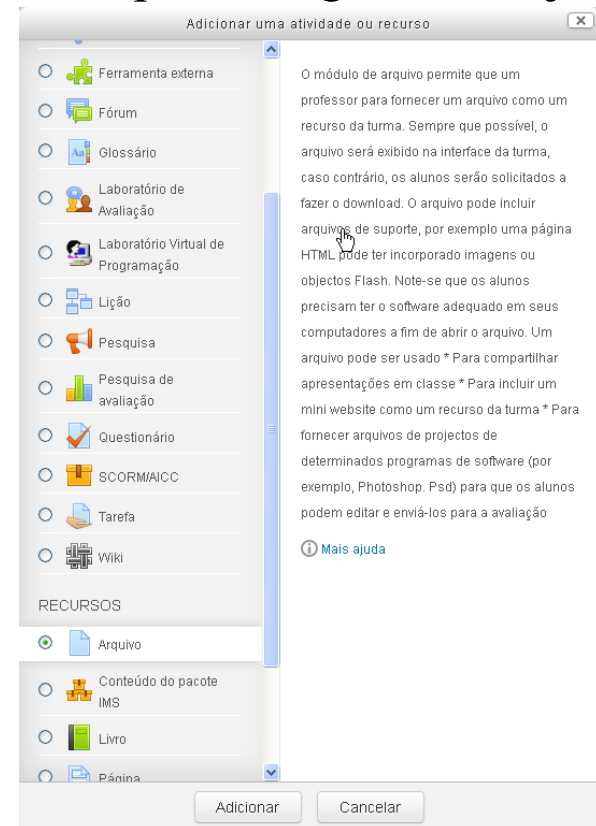 Adicionar uma atividade ou recurso
Ferramenta externa
Fórum
Glossário
Laboratório de
Avaliação
Laboratório Virtual de
Programação
Lição
Pesquisa
Pesquisa de
avaliação
Questionário
SCORM/AICC
Tarefa
Wiki
RECURSOS
Arquivo
Conteúdo do pacote
IMS
Livro
Página
O módulo de arquivo permite que um
professor para fornecer um arquivo como um
recurso da turma. Sempre que possível, o
arquivo será exibido na interface da turma,
caso contrário, os alunos serão solicitados a
fazer o download. O arquivo pode incluir
arquivos de suporte, por exemplo uma página
HTML pode ter incorporado imagens ou
objectos Flash. Note-se que os alunos
precisam ter o software adequado em seus
computadores a fim de abrir o arquivo. Um
arquivo pode ser usado * Para compartilhar
apresentações em classe * Para incluir um
mini website como um recurso da turma * Para
fornecer arquivos de projectos de
determinados programas de software (por
exemplo, Photoshop. Psd) para que os alunos
podem editar e enviá-los para a avaliação
Mais ajuda
Adicionar
Cancelar